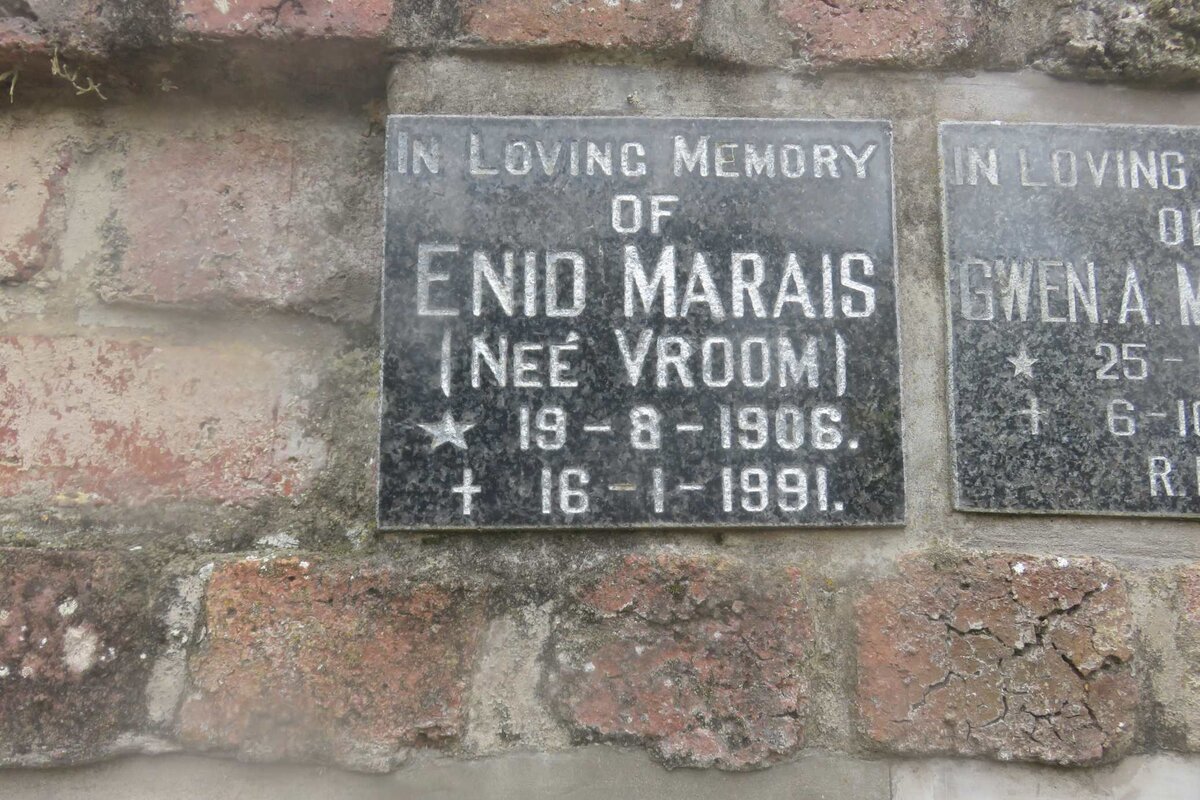 IN LOVING MEMORY
OF
ENID MARAIS
(NEÉ VROOM)
★ 19-8-1906.
✝ 16-1-1991.
IN LOVING
GWEN. A.
★ 25-
✝ 6-
R.